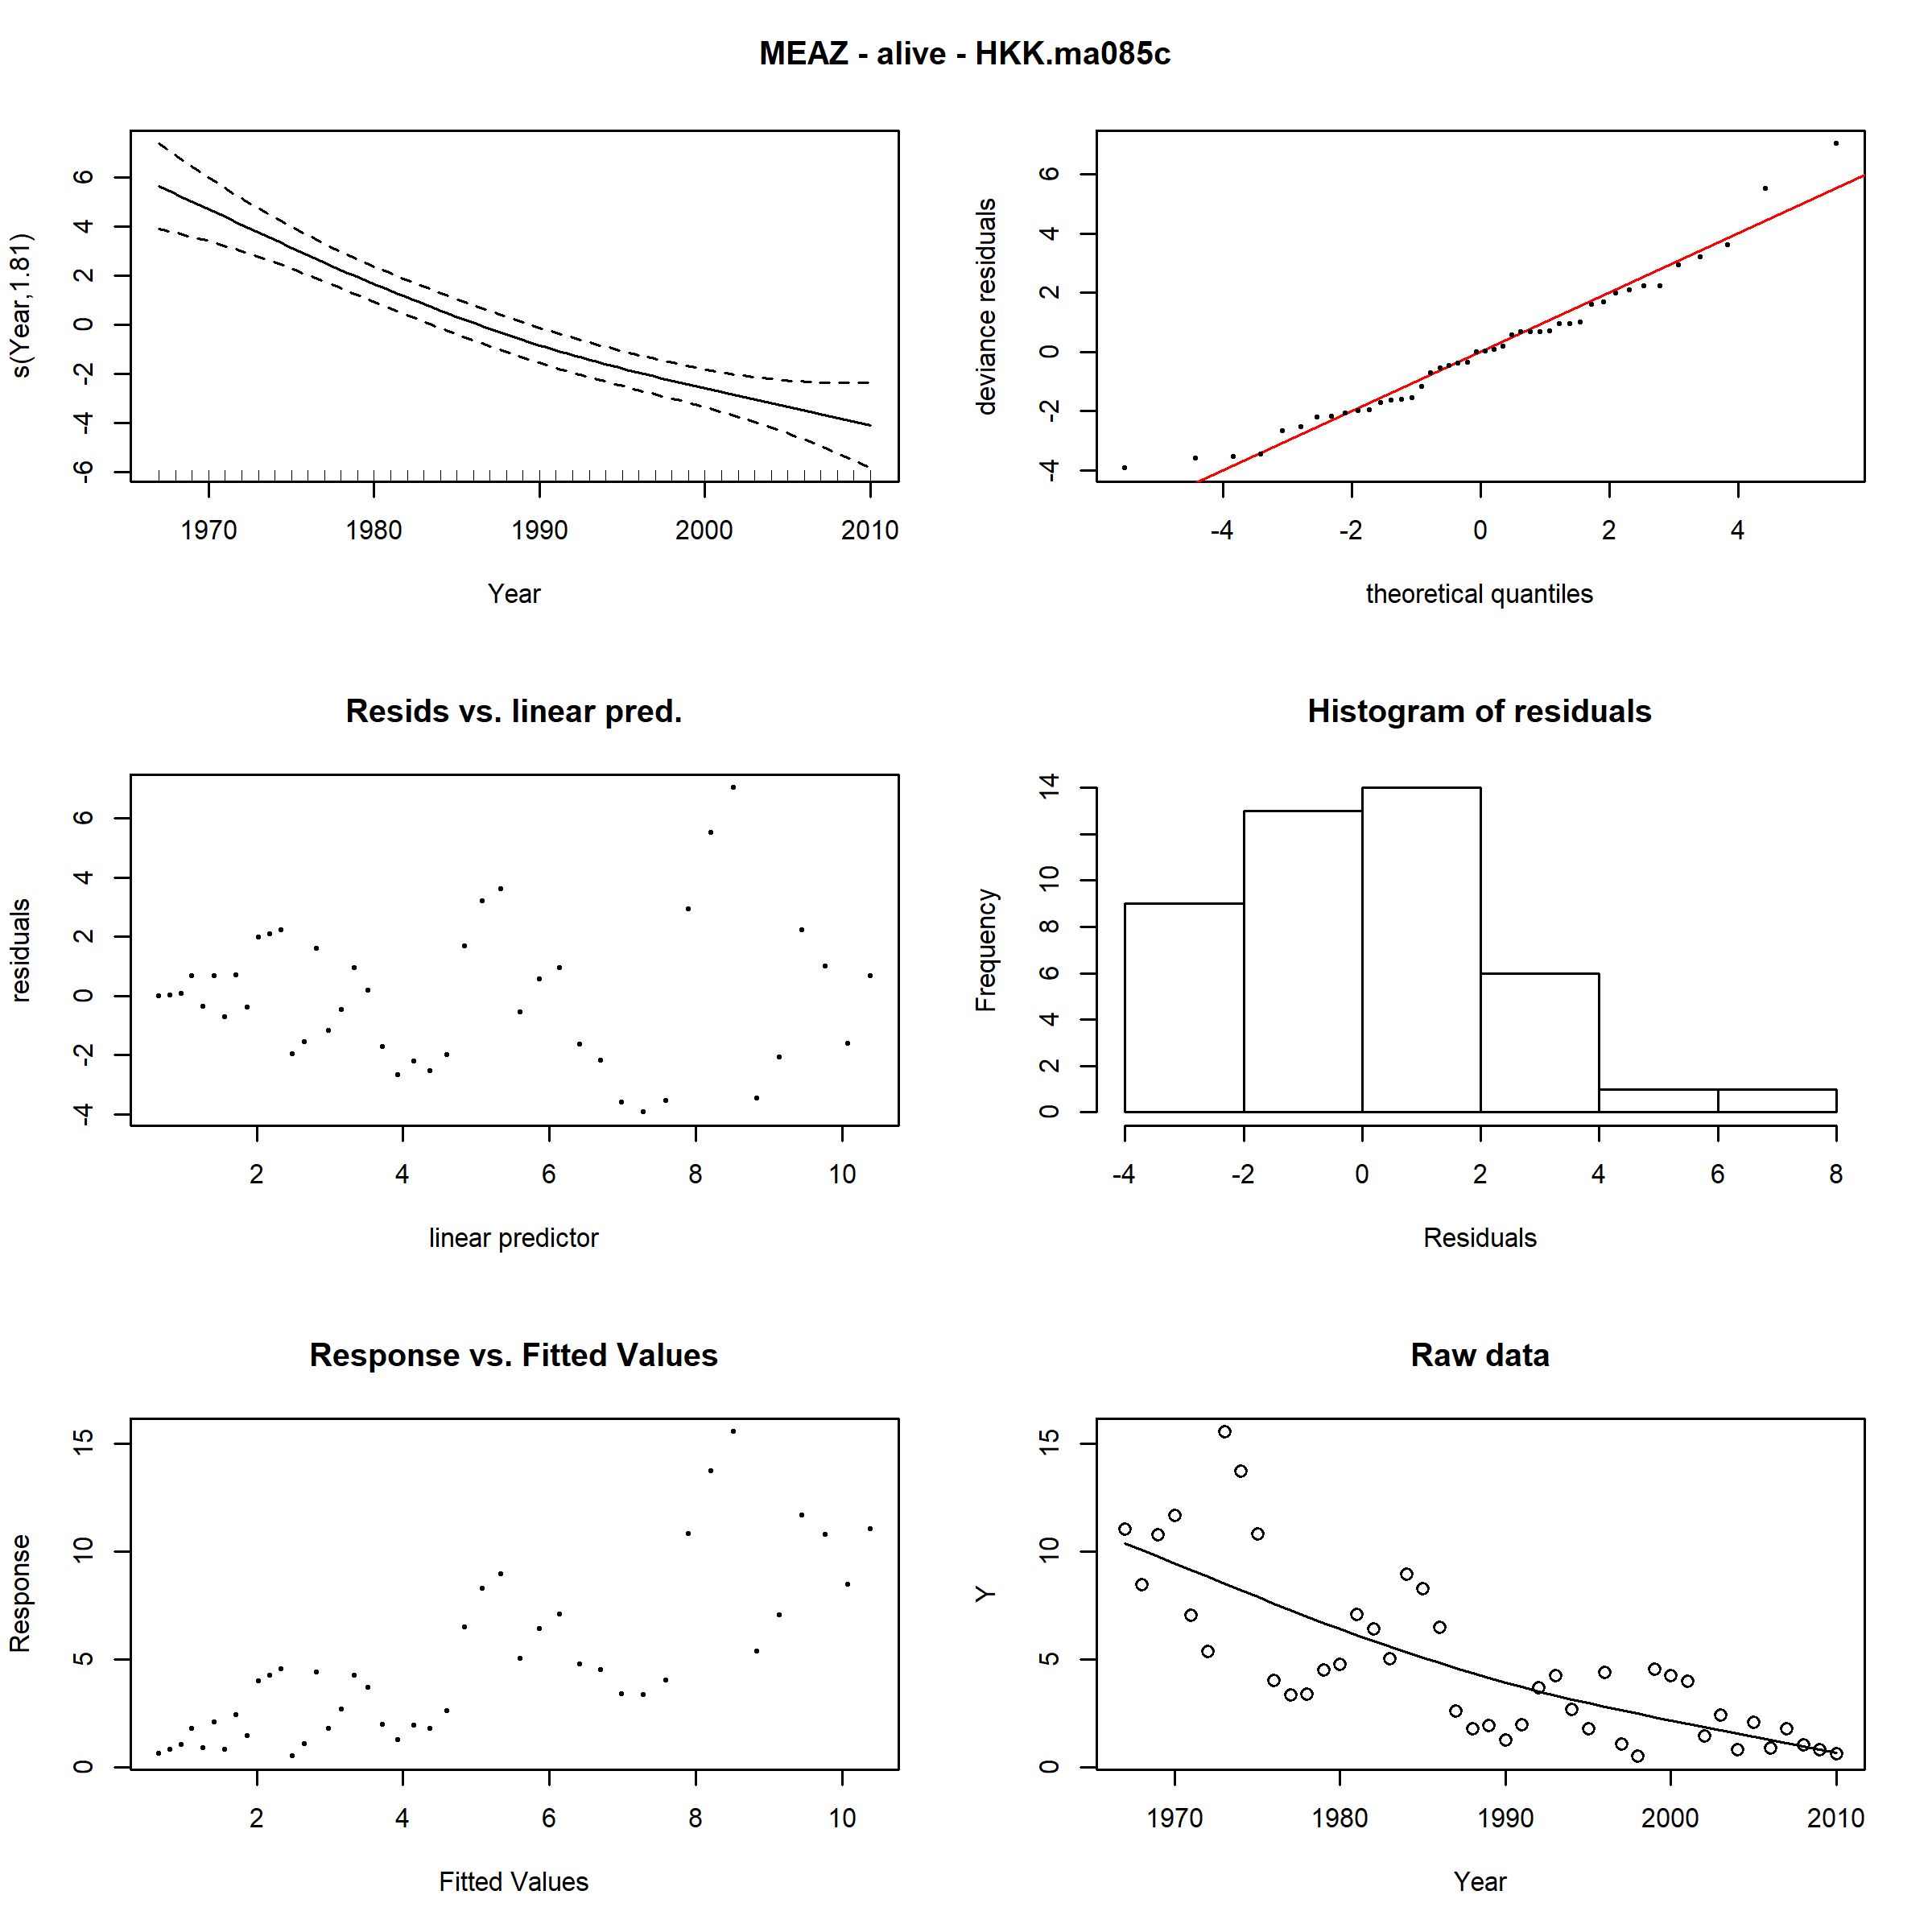 MEAZ - alive - HKK.ma085c
s(Year,1.81)
6
4
2
0
-2
-4
-6
1970 1980 1990 2000 2010
Year
deviance residuals
6
4
2
0
-2
-4
-4 -2 0 2 4
theoretical quantiles
Resids vs. linear pred.
residuals
6
4
2
0
-2
-4
2 4 6 8 10
linear predictor
Histogram of residuals
Frequency
14
10
8
6
4
2
0
-4 -2 0 2 4 6 8
Residuals
Response vs. Fitted Values
Response
15
10
5
0
2 4 6 8 10
Fitted Values
Raw data
Y
15
10
5
0
1970 1980 1990 2000 2010
Year